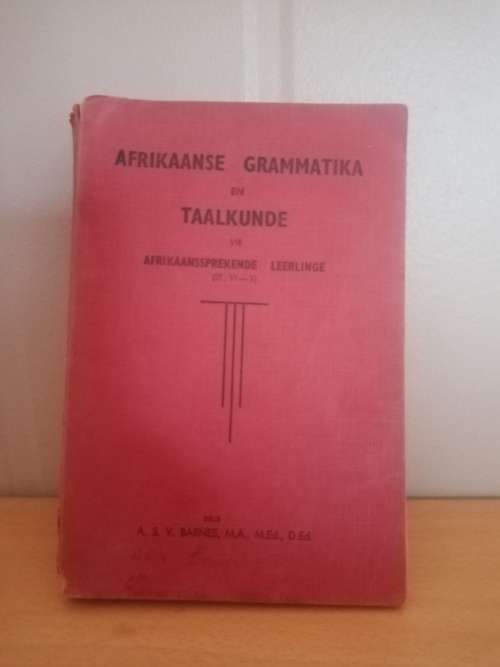 AFRIKAANSE GRAMMATIKA
EN
TAALKUNDE
VIR
AFRIKAANSSPREKENDE LEERLINGE
(ST. VI — X)
DEUR
A. S. V. BARNES, M.A., M.Ed., D.Ed.